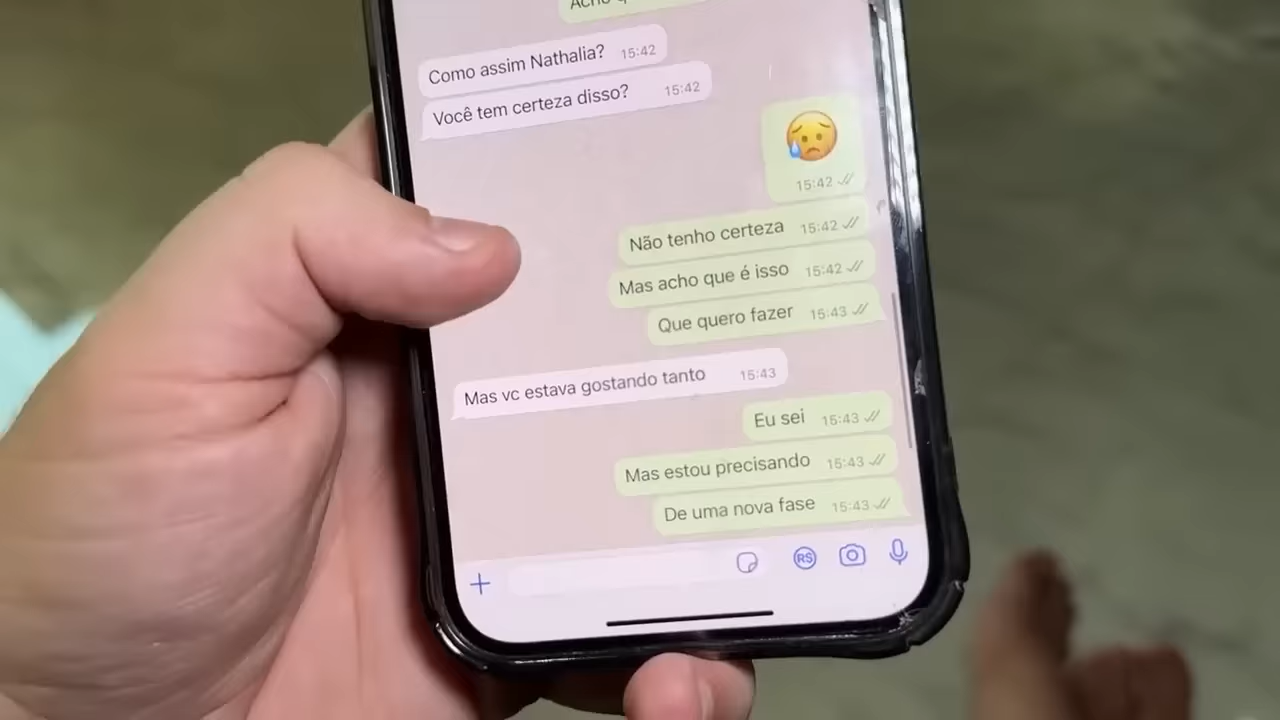 Acho
Como assim Nathalia? 15:42
Você tem certeza disso? 15:42
15:42
Não tenho certeza 15:42
Mas acho que é isso 15:42
Que quero fazer 15:43
Mas vc estava gostando tanto 15:43
Eu sei 15:43
Mas estou precisando 15:43
De uma nova fase 15:43
R$